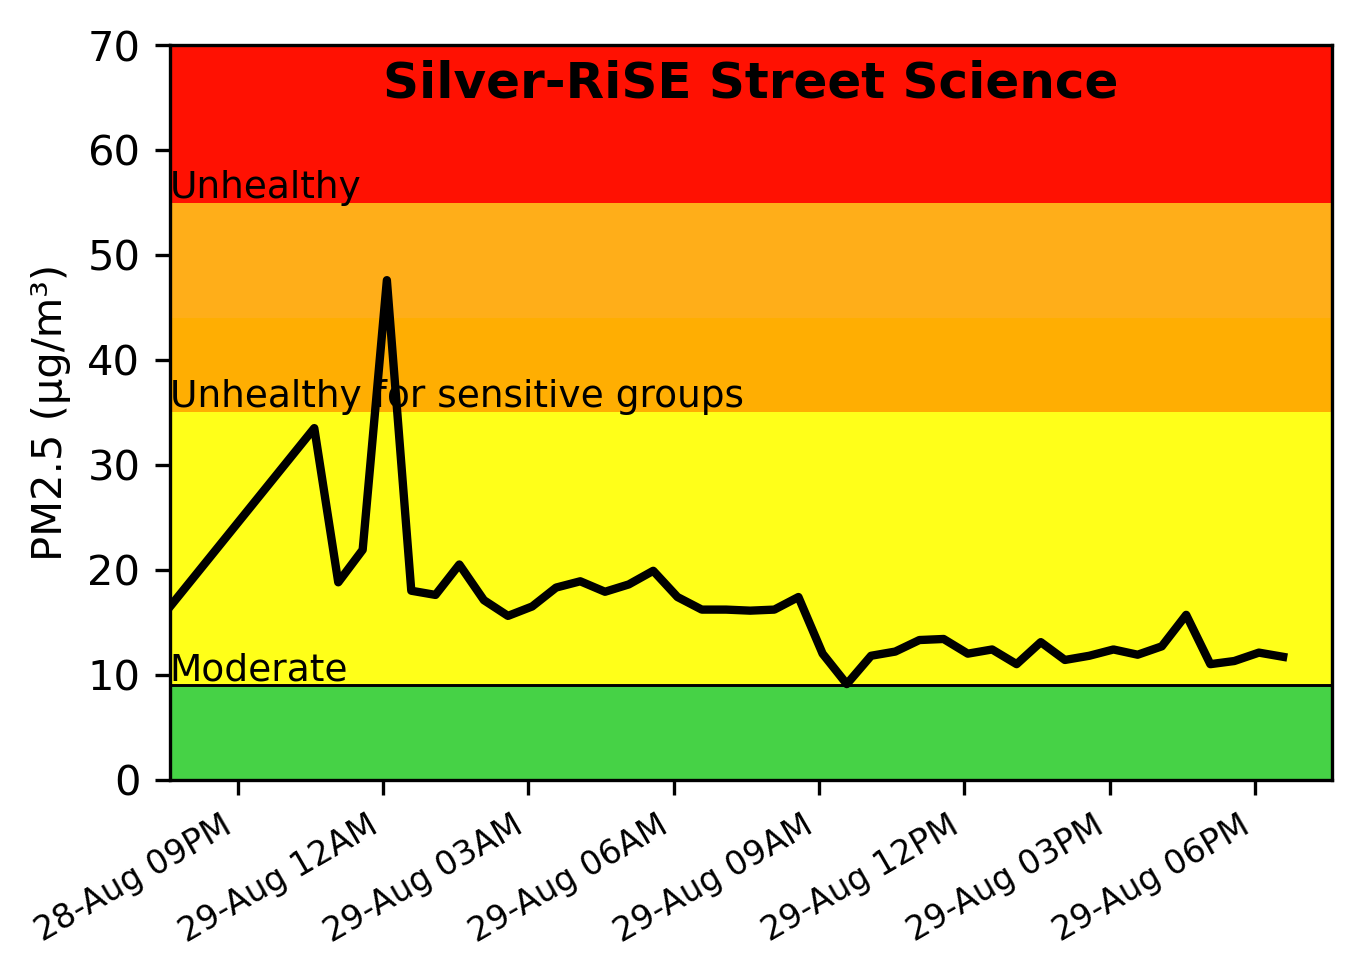 Silver-RiSE Street Science
70
60
50
40
30
20
10
0
PM2.5 (µg/m³)
Unhealthy
Unhealthy for sensitive groups
Moderate
28-Aug 09PM
29-Aug 12AM
29-Aug 03AM
29-Aug 06AM
29-Aug 09AM
29-Aug 12PM
29-Aug 03PM
29-Aug 06PM